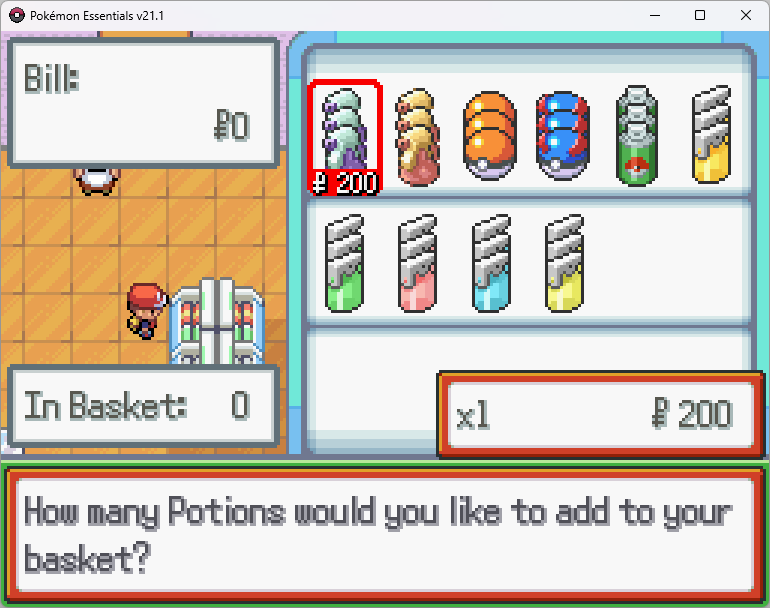 Pokémon Essentials v21.1
Bill:
₽0
₽ 200
In Basket: 0
x1 ₽ 200
How many Potions would you like to add to your
basket?